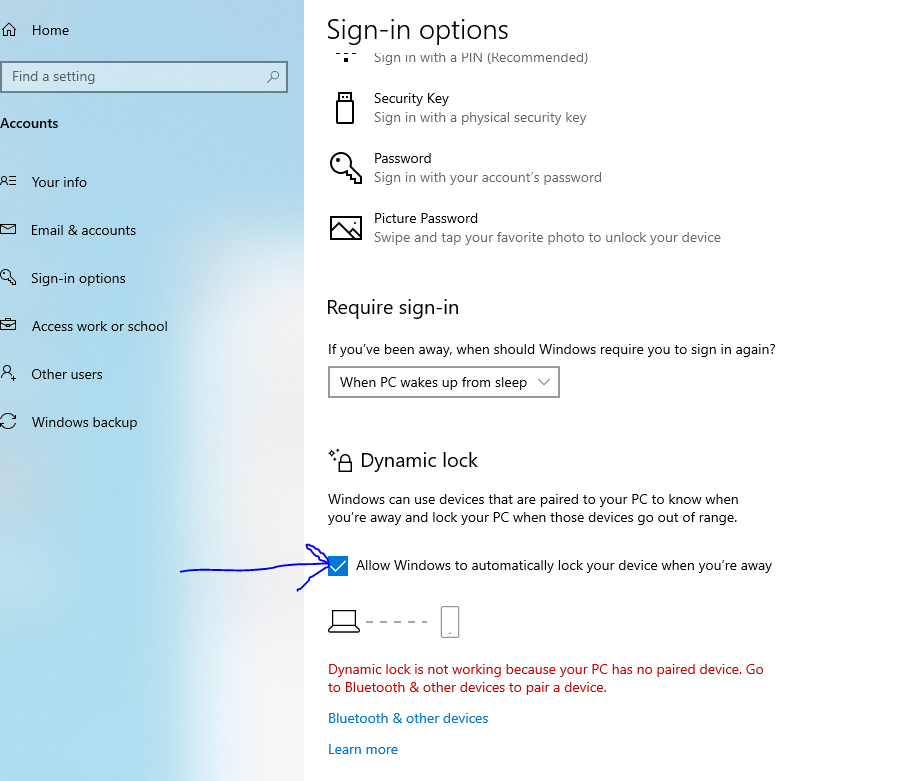 Home
Find a setting
Accounts
Your info
Email & accounts
Sign-in options
Access work or school
Other users
Windows backup
Sign-in options
Sign in with a PIN (Recommended)
Security Key
Sign in with a physical security key
Password
Sign in with your account's password
Picture Password
Swipe and tap your favorite photo to unlock your device
Require sign-in
If you've been away, when should Windows require you to sign in again?
When PC wakes up from sleep
Dynamic lock
Windows can use devices that are paired to your PC to know when
you're away and lock your PC when those devices go out of range.
Allow Windows to automatically lock your device when you're away
Dynamic lock is not working because your PC has no paired device. Go
to Bluetooth & other devices to pair a device.
Bluetooth & other devices
Learn more